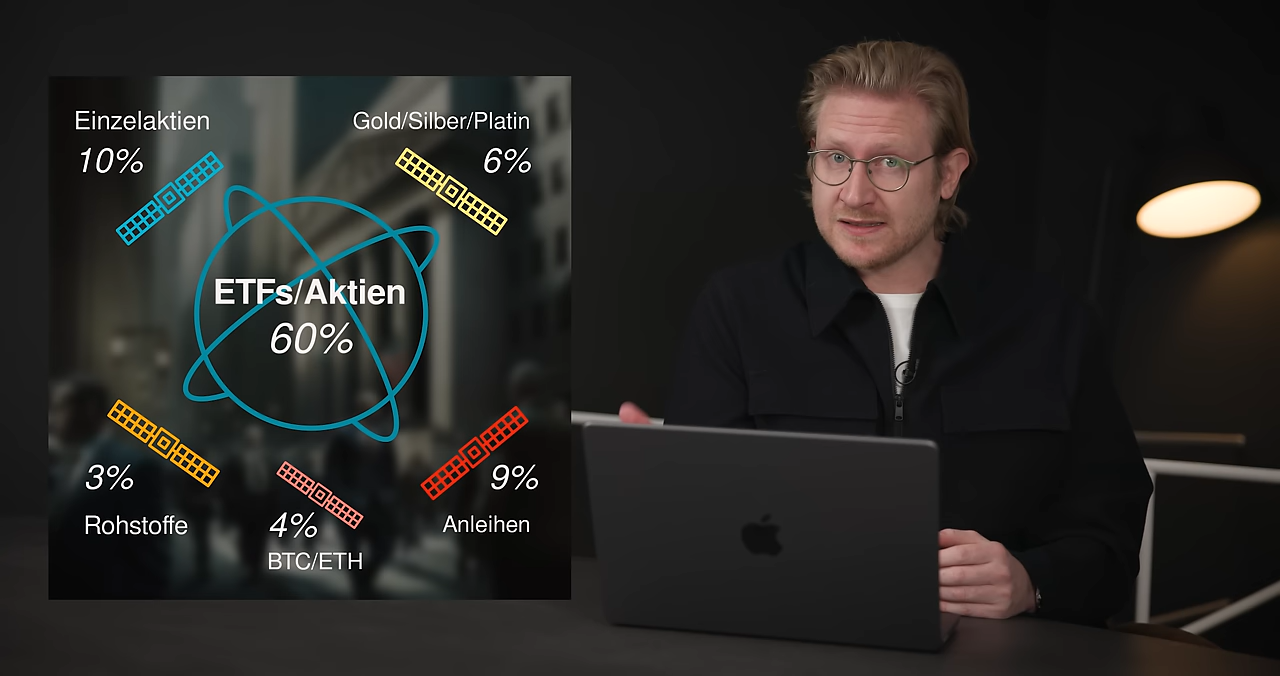 Einzelaktien
10%
Gold/Silber/Platin
6%
ETFs/Aktien
60%
3%
Rohstoffe
4%
BTC/ETH
9%
Anleihen